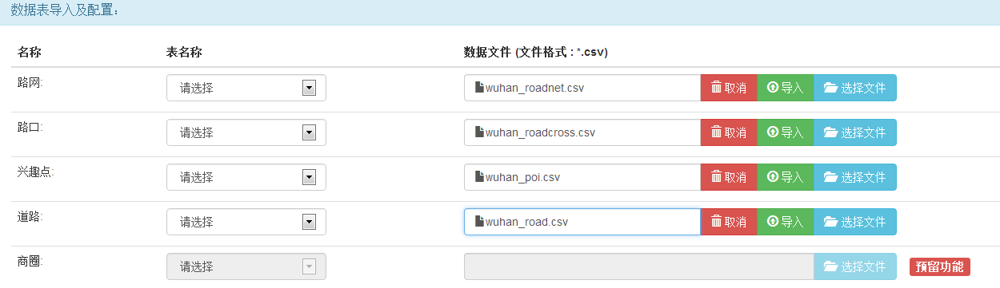 数据表导入及配置：
名称 表名称 数据文件 (文件格式 : *.csv)
路网: 请选择 wuhan_roadnet.csv 取消 导入 选择文件
路口: 请选择 wuhan_roadcross.csv 取消 导入 选择文件
兴趣点: 请选择 wuhan_poi.csv 取消 导入 选择文件
道路: 请选择 wuhan_road.csv 取消 导入 选择文件
商圈: 请选择 选择文件 预留功能